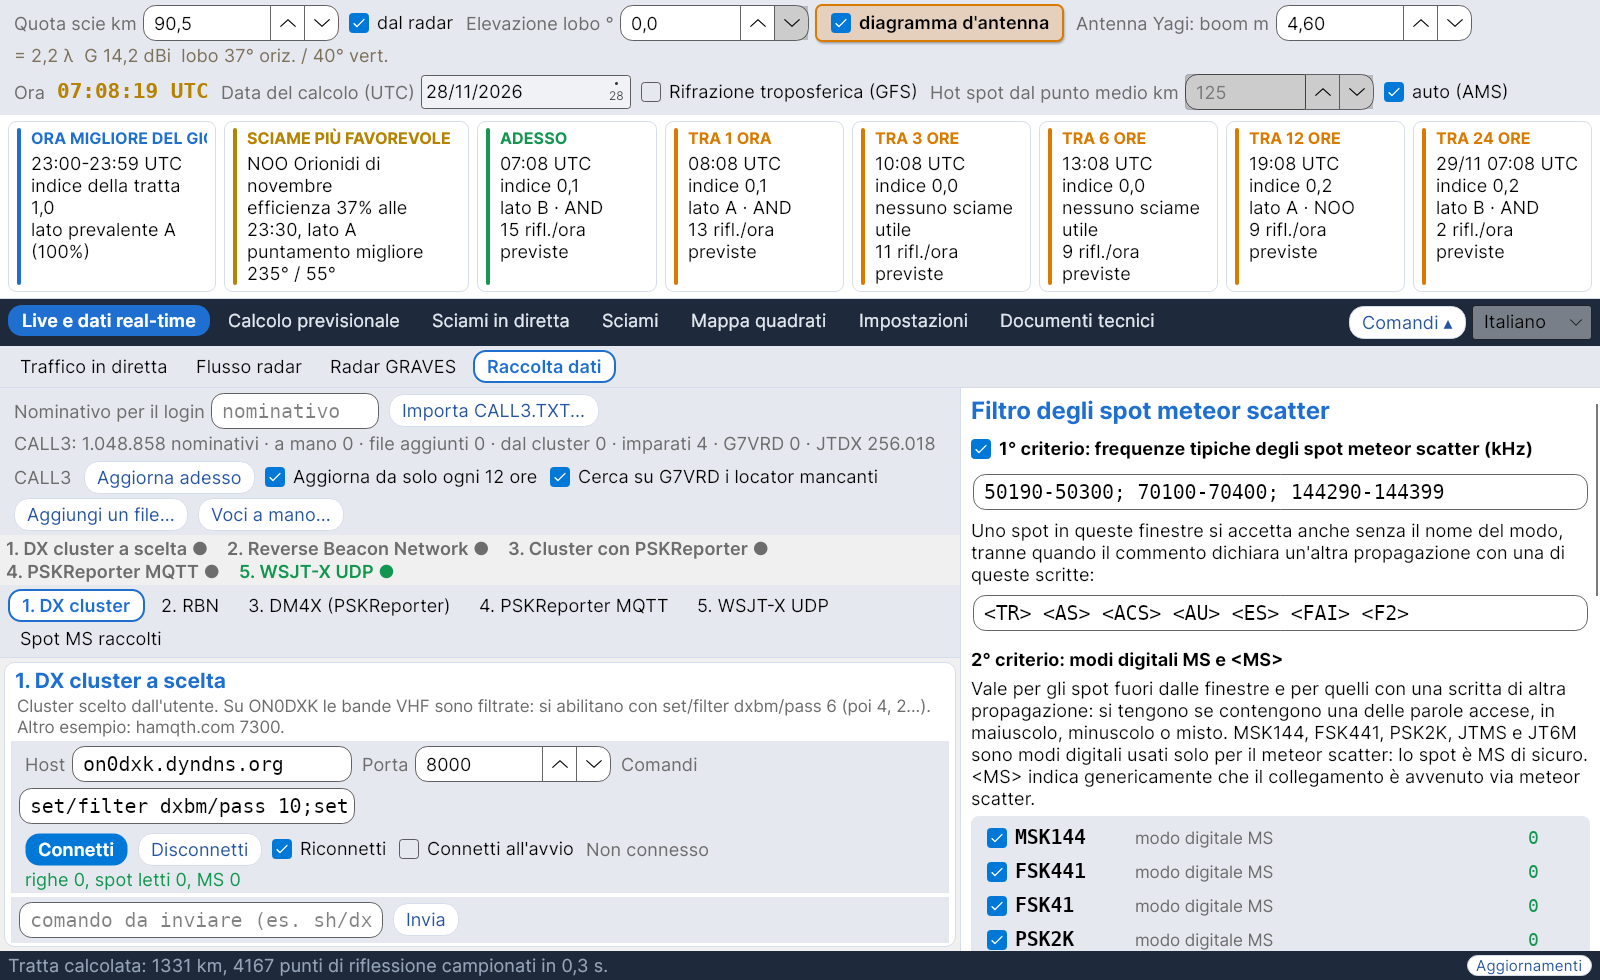 Quota scie km 90,5 dal radar Elevazione lobo ° 0,0 diagramma d'antenna Antenna Yagi: boom m 4,60
= 2,2 λ G 14,2 dBi lobo 37° oriz. / 40° vert.
Ora 07:08:19 UTC Data del calcolo (UTC) 28/11/2026 28 Rifrazione troposferica (GFS) Hot spot dal punto medio km 125 auto (AMS)
ORA MIGLIORE DEL GI
23:00-23:59 UTC
indice della tratta
1,0
lato prevalente A
(100%)
SCIAME PIÙ FAVOREVOLE
NOO Orionidi di
novembre
efficienza 37% alle
23:30, lato A
puntamento migliore
235° / 55°
ADESSO
07:08 UTC
indice 0,1
lato B · AND
15 rifl./ora
previste
TRA 1 ORA
08:08 UTC
indice 0,1
lato A · AND
13 rifl./ora
previste
TRA 3 ORE
10:08 UTC
indice 0,0
nessuno sciame
utile
11 rifl./ora
previste
TRA 6 ORE
13:08 UTC
indice 0,0
nessuno sciame
utile
9 rifl./ora
previste
TRA 12 ORE
19:08 UTC
indice 0,2
lato A · NOO
9 rifl./ora
previste
TRA 24 ORE
29/11 07:08 UTC
indice 0,2
lato B · AND
2 rifl./ora
previste
Live e dati real-time Calcolo previsionale Sciami in diretta Sciami Mappa quadrati Impostazioni Documenti tecnici Comandi ▴ Italiano
Traffico in diretta Flusso radar Radar GRAVES Raccolta dati
Nominativo per il login nominativo Importa CALL3.TXT...
CALL3: 1.048.858 nominativi · a mano 0 · file aggiunti 0 · dal cluster 0 · imparati 4 · G7VRD 0 · JTDX 256.018
CALL3 Aggiorna adesso Aggiorna da solo ogni 12 ore Cerca su G7VRD i locator mancanti
Aggiungi un file... Voci a mano...
1. DX cluster a scelta ● 2. Reverse Beacon Network ● 3. Cluster con PSKReporter ●
4. PSKReporter MQTT ● 5. WSJT-X UDP ●
1. DX cluster 2. RBN 3. DM4X (PSKReporter) 4. PSKReporter MQTT 5. WSJT-X UDP
Spot MS raccolti
1. DX cluster a scelta
Cluster scelto dall'utente. Su ON0DXK le bande VHF sono filtrate: si abilitano con set/filter dxbm/pass 6 (poi 4, 2...).
Altro esempio: hamqth.com 7300.
Host on0dxk.dyndns.org Porta 8000 Comandi
set/filter dxbm/pass 10;set
Connetti Disconnetti Riconnetti Connetti all'avvio Non connesso
righe 0, spot letti 0, MS 0
comando da inviare (es. sh/dx Invia
Filtro degli spot meteor scatter
1° criterio: frequenze tipiche degli spot meteor scatter (kHz)
50190-50300; 70100-70400; 144290-144399
Uno spot in queste finestre si accetta anche senza il nome del modo,
tranne quando il commento dichiara un'altra propagazione con una di
queste scritte:
<TR> <AS> <ACS> <AU> <ES> <FAI> <F2>
2° criterio: modi digitali MS e <MS>
Vale per gli spot fuori dalle finestre e per quelli con una scritta di altra
propagazione: si tengono se contengono una delle parole accese, in
maiuscolo, minuscolo o misto. MSK144, FSK441, PSK2K, JTMS e JT6M
sono modi digitali usati solo per il meteor scatter: lo spot è MS di sicuro.
<MS> indica genericamente che il collegamento è avvenuto via meteor
scatter.
MSK144 modo digitale MS 0
FSK441 modo digitale MS 0
FSK41 modo digitale MS 0
PSK2K modo digitale MS 0
Tratta calcolata: 1331 km, 4167 punti di riflessione campionati in 0,3 s. Aggiornamenti